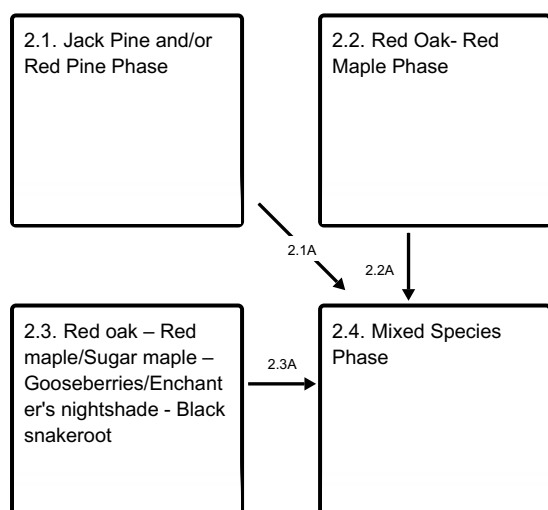 2.1. Jack Pine and/or
Red Pine Phase
2.2. Red Oak- Red
Maple Phase
2.1A
2.2A
2.3. Red oak – Red
maple/Sugar maple –
Gooseberries/Enchant
er's nightshade - Black
snakeroot
2.3A
2.4. Mixed Species
Phase